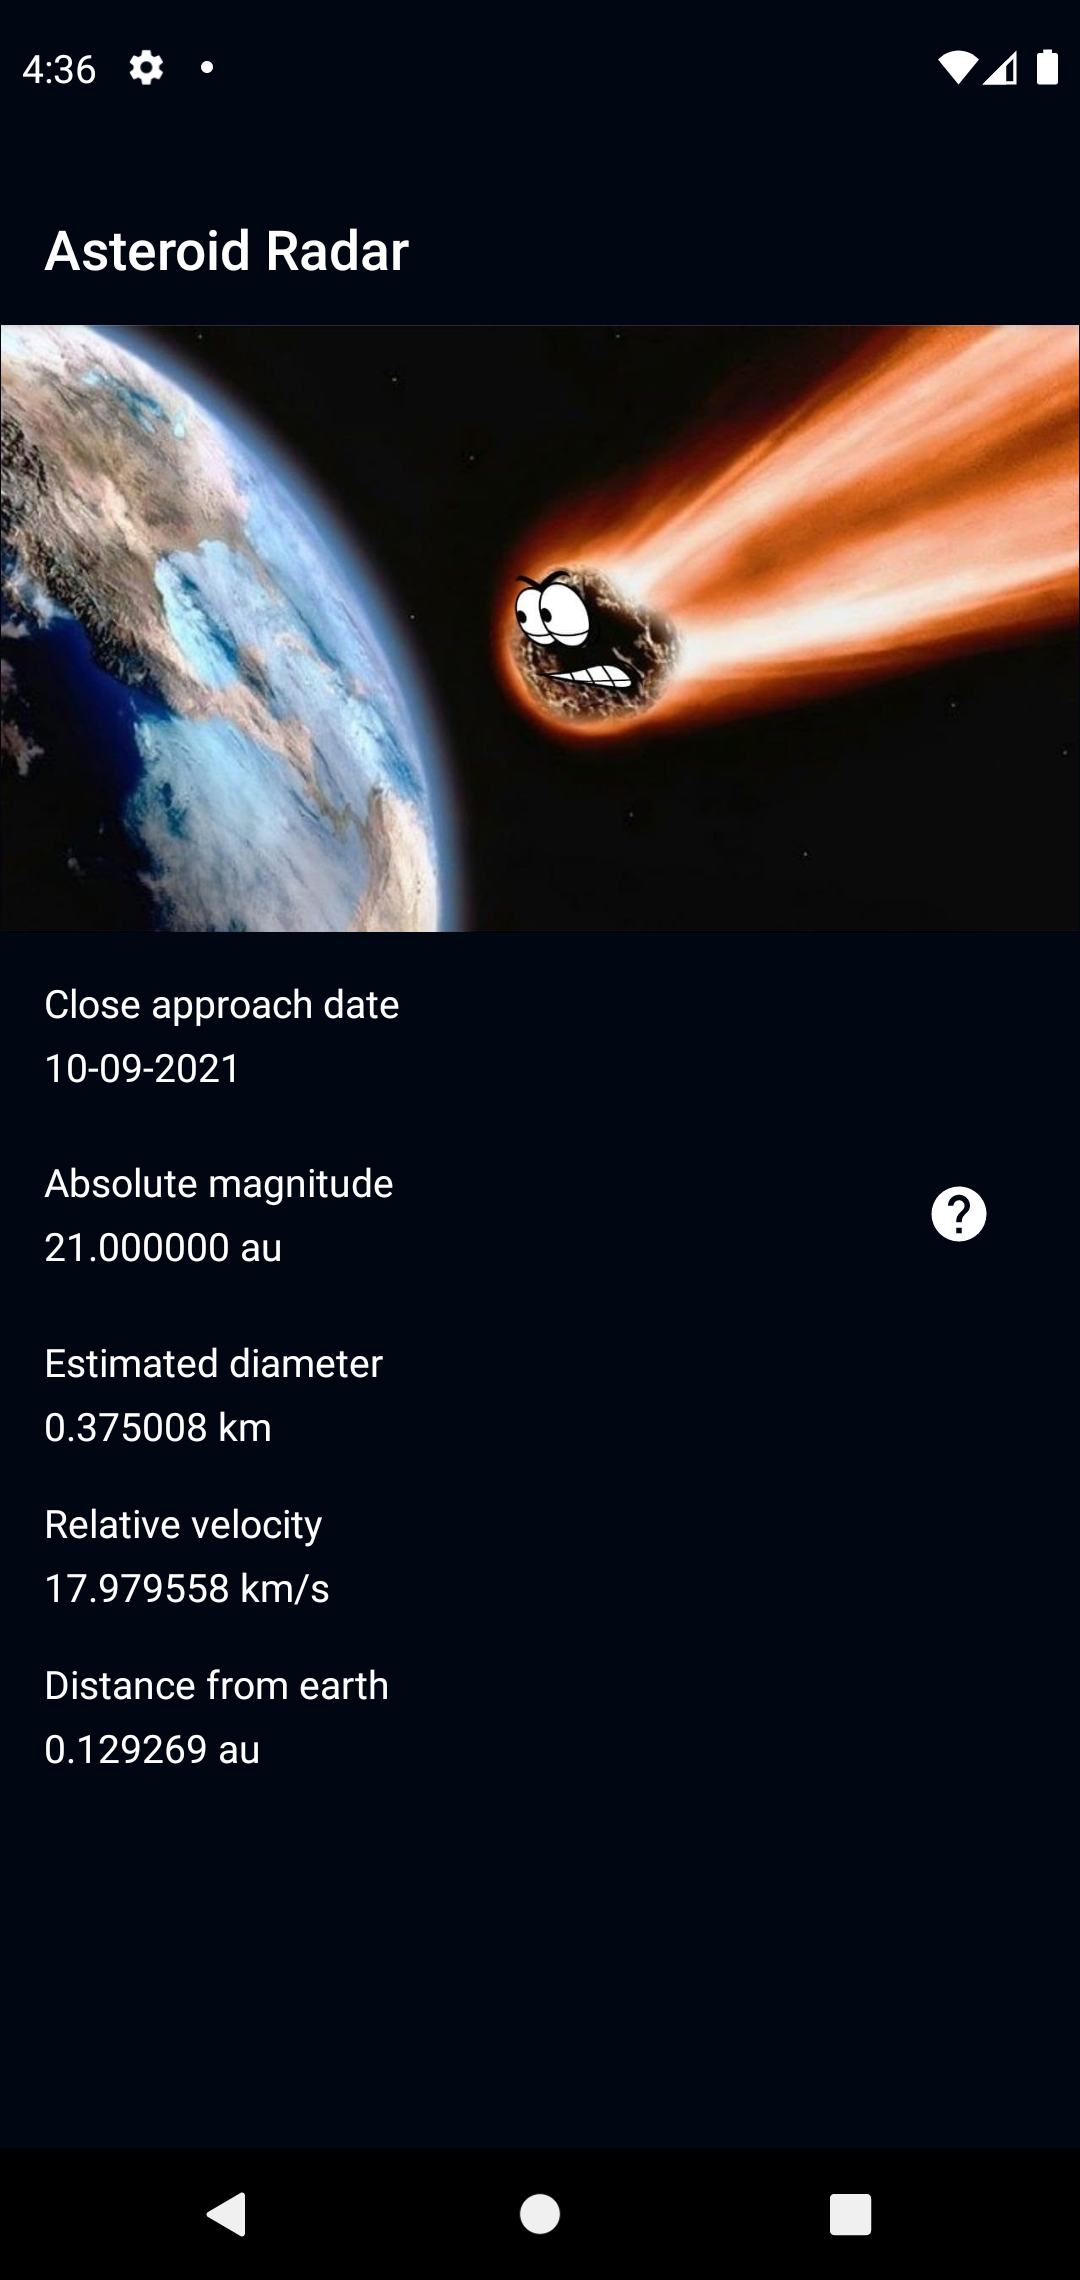 4:36
Asteroid Radar
Close approach date
10-09-2021
Absolute magnitude
21.000000 au
?
Estimated diameter
0.375008 km
Relative velocity
17.979558 km/s
Distance from earth
0.129269 au